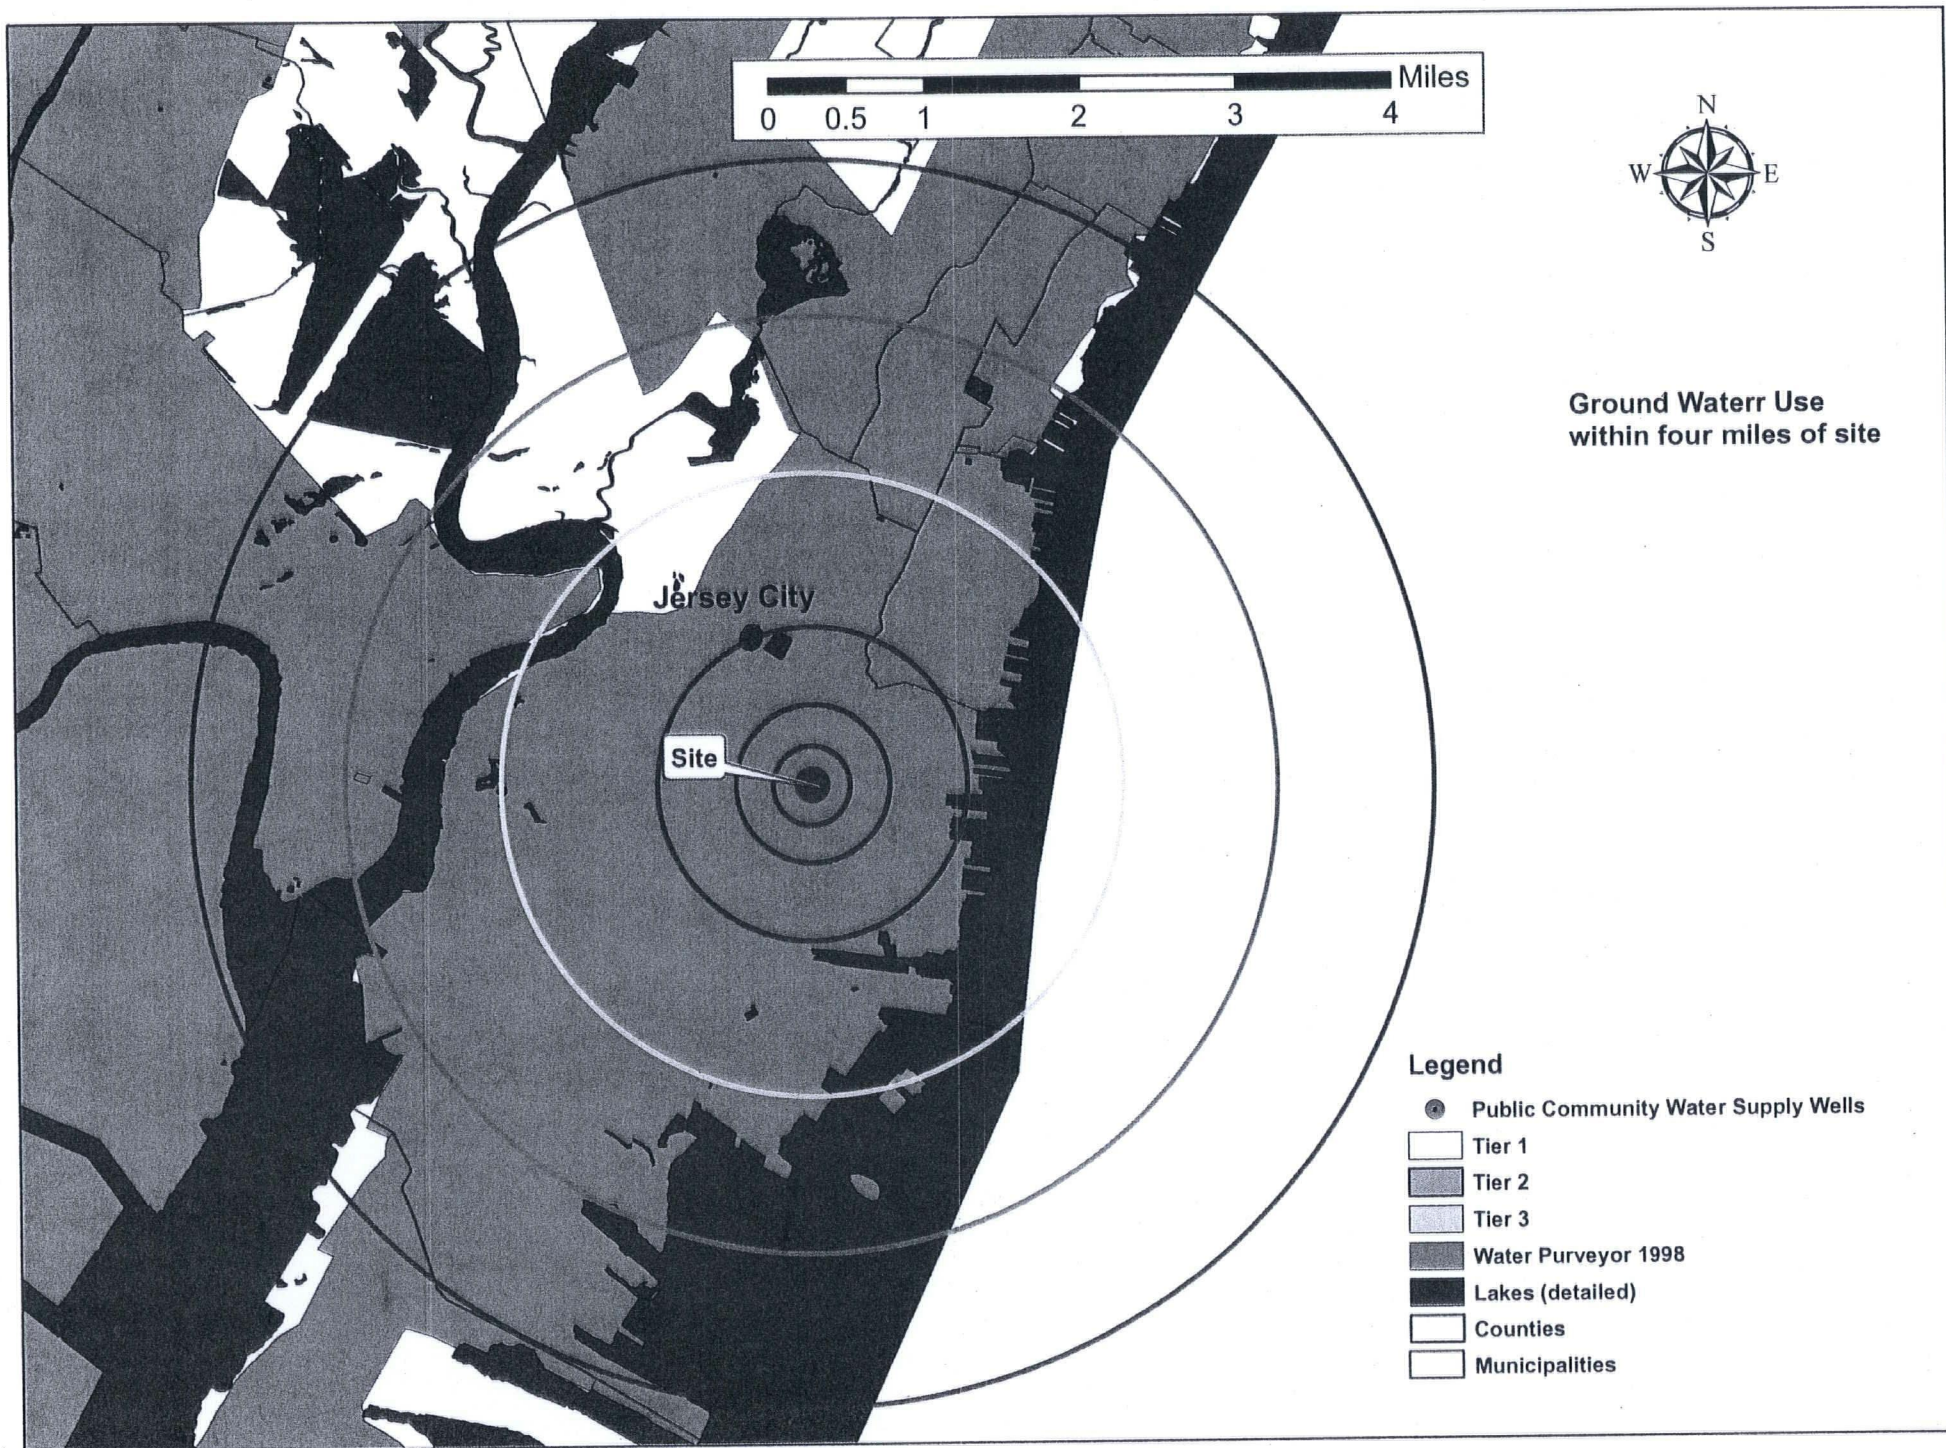 Miles
0 0.5 1 2 3 4
N
W E
S
Ground Waterr Use
within four miles of site
Jersey City
Site
Legend
Public Community Water Supply Wells
Tier 1
Tier 2
Tier 3
Water Purveyor 1998
Lakes (detailed)
Counties
Municipalities